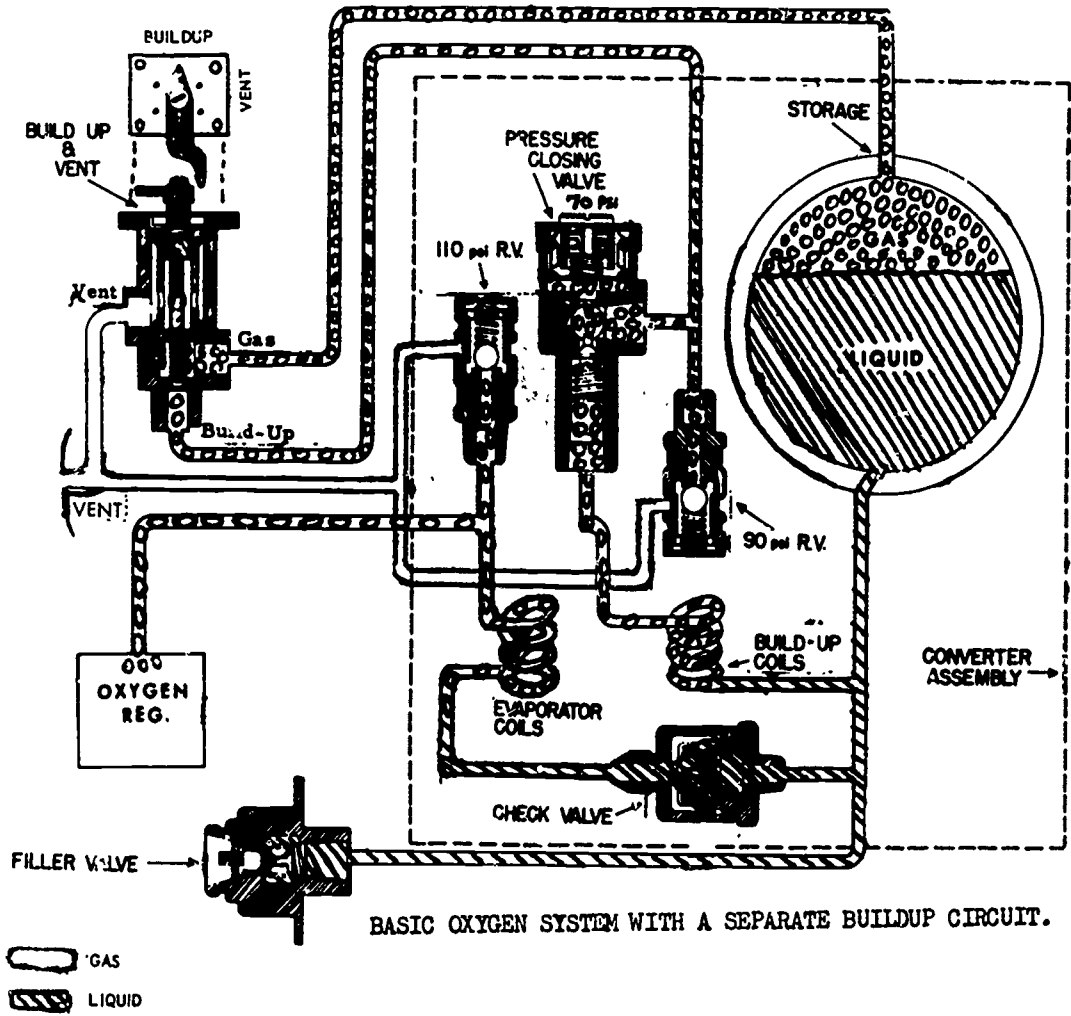 BUILDUP
VENT
BUILD UP
&
VENT
STORAGE
PRESSURE
CLOSING
VALVE
70 PSI
110 psi R.V.
GAS
Vent
Gas
LIQUID
Build-Up
VENT
90 psi R.V.
OXYGEN
REG.
EVAPORATOR
COILS
BUILD-UP
COILS
CONVERTER
ASSEMBLY
CHECK VALVE
FILLER VALVE
BASIC OXYGEN SYSTEM WITH A SEPARATE BUILDUP CIRCUIT.
GAS
LIQUID